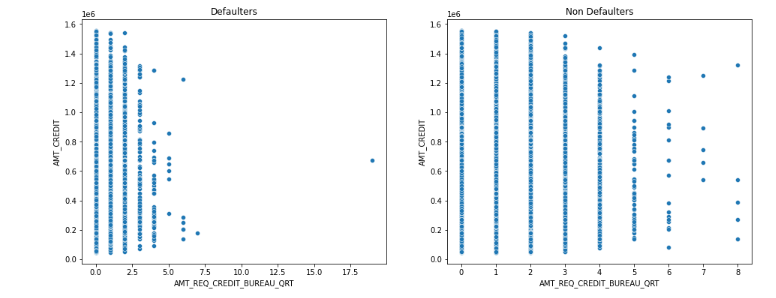 Defaulters
1e6
1.6
1.4
1.2
1.0
0.8
0.6
0.4
0.2
0.0
AMT_CREDIT
0.0 2.5 5.0 7.5 10.0 12.5 15.0 17.5
AMT_REQ_CREDIT_BUREAU_QRT
Non Defaulters
1e6
1.6
1.4
1.2
1.0
0.8
0.6
0.4
0.2
0.0
AMT_CREDIT
0 1 2 3 4 5 6 7 8
AMT_REQ_CREDIT_BUREAU_QRT